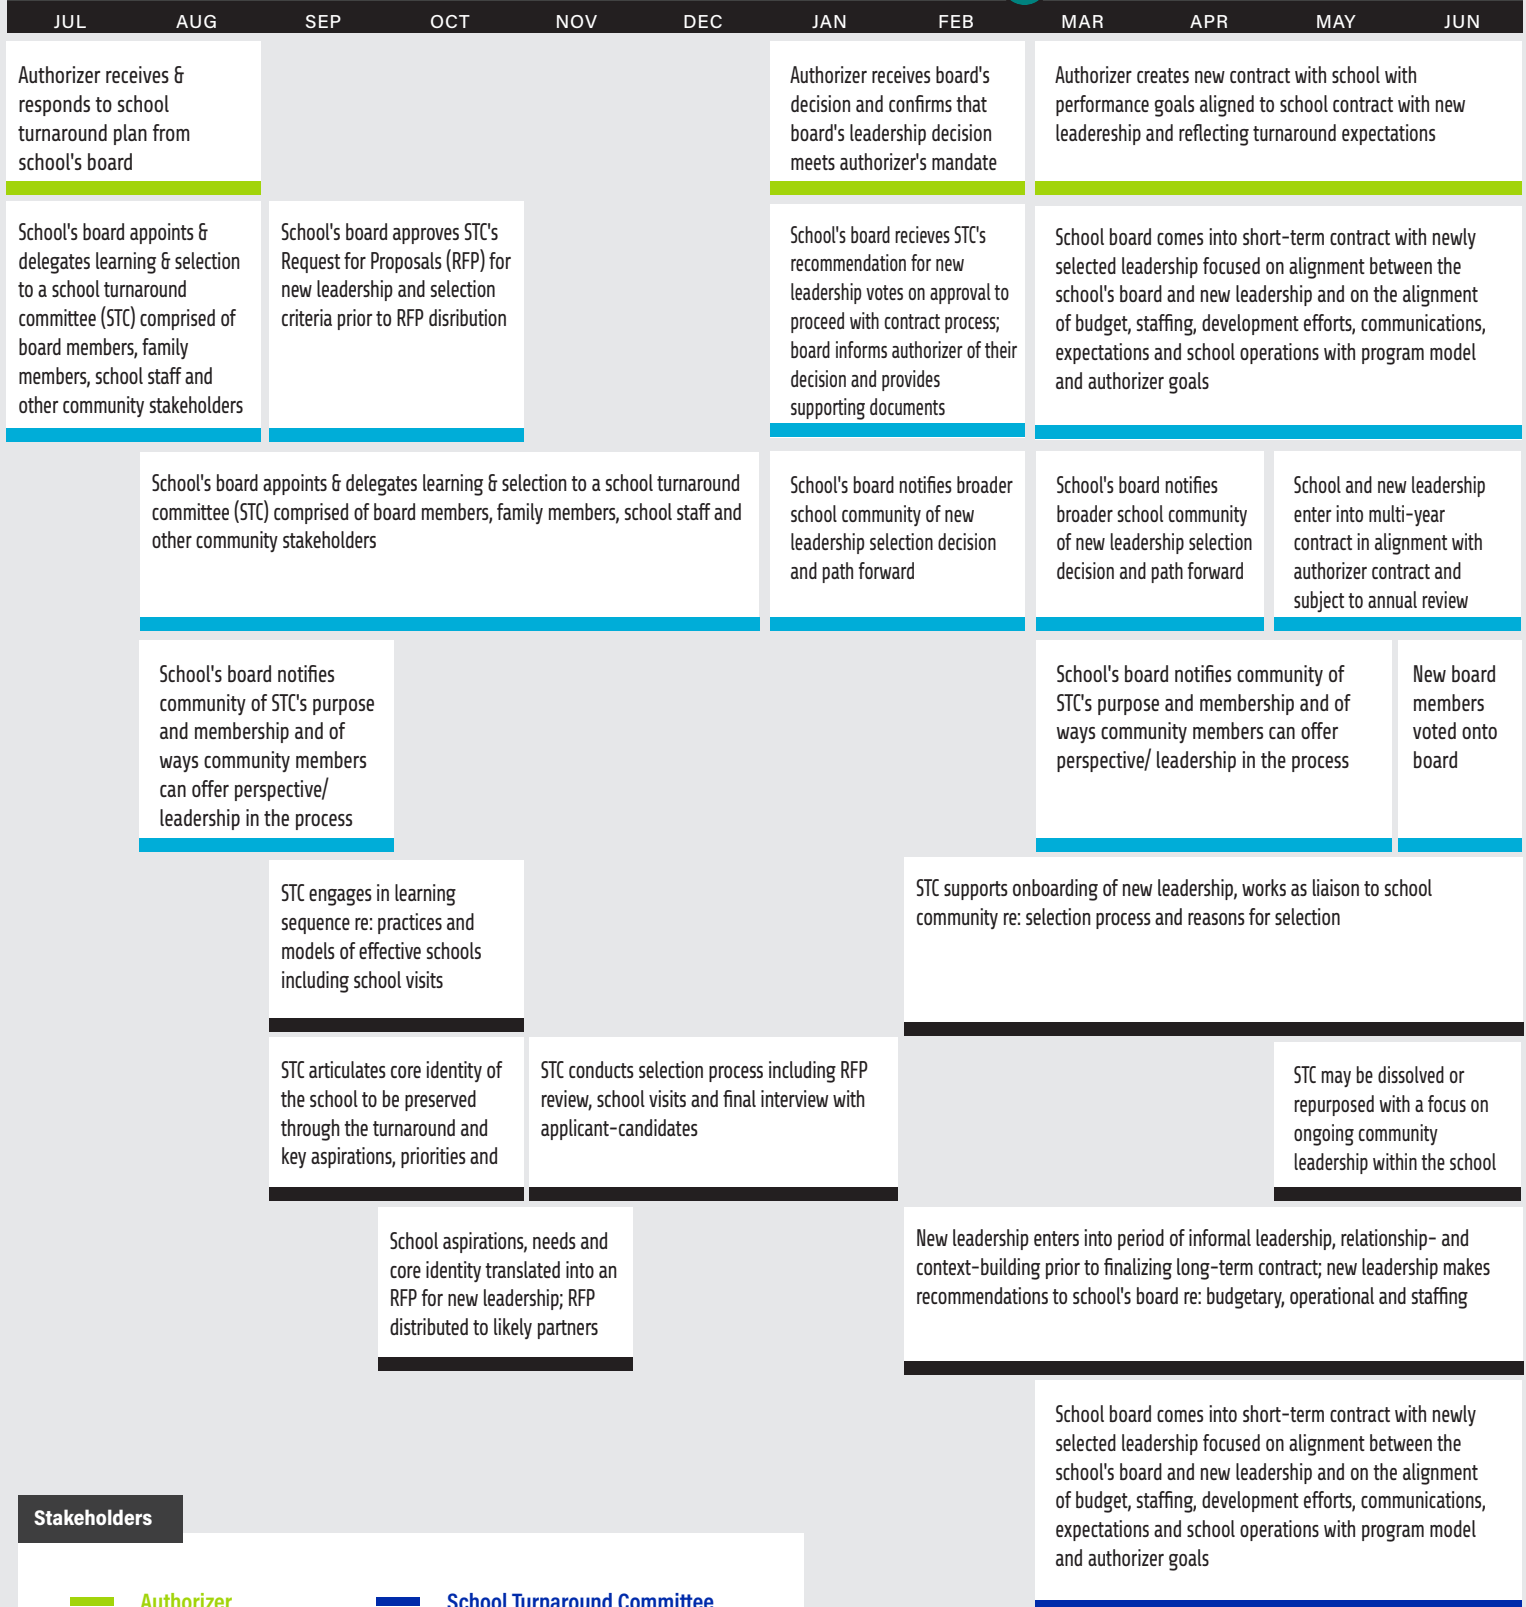 JUL AUG SEP OCT NOV DEC JAN FEB MAR APR MAY JUN
Authorizer receives &
responds to school
turnaround plan from
school's board
Authorizer receives board's
decision and confirms that
board's leadership decision
meets authorizer's mandate
Authorizer creates new contract with school with
performance goals aligned to school contract with new
leadereship and reflecting turnaround expectations
School's board appoints &
delegates learning & selection
to a school turnaround
committee (STC) comprised of
board members, family
members, school staff and
other community stakeholders
School's board approves STC's
Request for Proposals (RFP) for
new leadership and selection
criteria prior to RFP disribution
School's board recieves STC's
recommendation for new
leadership votes on approval to
proceed with contract process;
board informs authorizer of their
decision and provides
supporting documents
School board comes into short-term contract with newly
selected leadership focused on alignment between the
school's board and new leadership and on the alignment
of budget, staffing, development efforts, communications,
expectations and school operations with program model
and authorizer goals
School's board appoints & delegates learning & selection to a school turnaround
committee (STC) comprised of board members, family members, school staff and
other community stakeholders
School's board notifies broader
school community of new
leadership selection decision
and path forward
School's board notifies
broader school community
of new leadership selection
decision and path forward
School and new leadership
enter into multi-year
contract in alignment with
authorizer contract and
subject to annual review
School's board notifies
community of STC's purpose
and membership and of
ways community members
can offer perspective/
leadership in the process
School's board notifies community of
STC's purpose and membership and of
ways community members can offer
perspective/ leadership in the process
New board
members
voted onto
board
STC engages in learning
sequence re: practices and
models of effective schools
including school visits
STC supports onboarding of new leadership, works as liaison to school
community re: selection process and reasons for selection
STC articulates core identity of
the school to be preserved
through the turnaround and
key aspirations, priorities and
STC conducts selection process including RFP
review, school visits and final interview with
applicant-candidates
STC may be dissolved or
repurposed with a focus on
ongoing community
leadership within the school
School aspirations, needs and
core identity translated into an
RFP for new leadership; RFP
distributed to likely partners
New leadership enters into period of informal leadership, relationship- and
context-building prior to finalizing long-term contract; new leadership makes
recommendations to school's board re: budgetary, operational and staffing
School board comes into short-term contract with newly
selected leadership focused on alignment between the
school's board and new leadership and on the alignment
of budget, staffing, development efforts, communications,
expectations and school operations with program model
and authorizer goals
Stakeholders
Authorizer
School Turnaround Committee